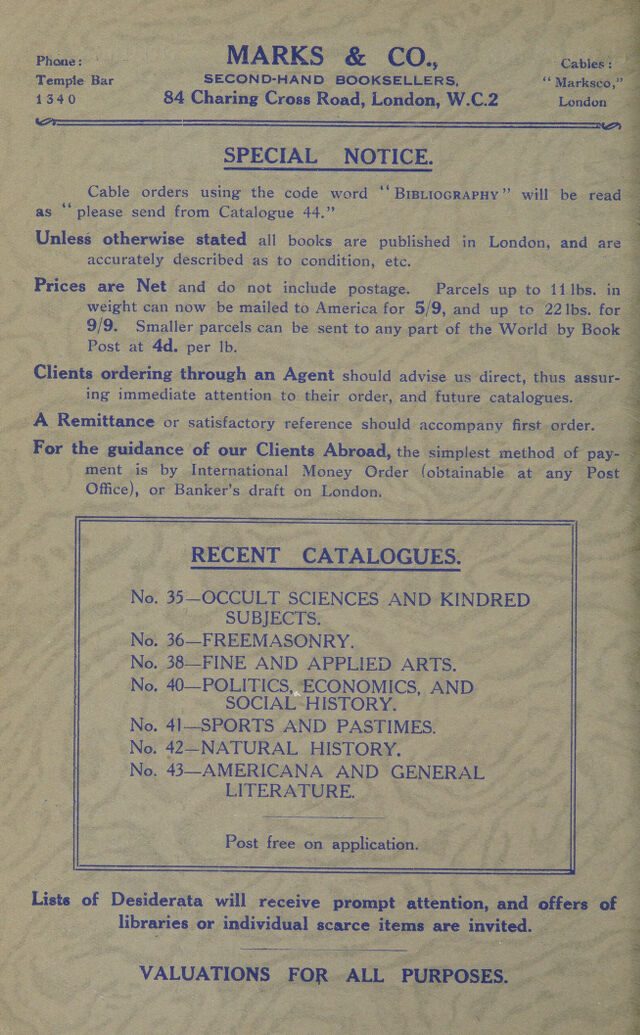 Phone:
Temple Bar
1340
MARKS & CO.,
SECOND-HAND BOOKSELLERS,
84 Charing Cross Road, London, W.C.2
Cables:
"Marksco,"
London
SPECIAL NOTICE.
Cable orders using the code word "BIBLIOGRAPHY" will be read
as "please send from Catalogue 44."
Unless otherwise stated all books are published in London, and are
accurately described as to condition, etc.
Prices are Net and do not include postage. Parcels up to 11 lbs. in
weight can now be mailed to America for 5/9, and up to 22 lbs. for
9/9. Smaller parcels can be sent to any part of the World by Book
Post at 4d. per lb.
Clients ordering through an Agent should advise us direct, thus assur-
ing immediate attention to their order, and future catalogues.
A Remittance or satisfactory reference should accompany first order.
For the guidance of our Clients Abroad, the simplest method of pay-
ment is by International Money Order (obtainable at any Post
Office), or Banker's draft on London.
RECENT CATALOGUES.
No. 35—OCCULT SCIENCES AND KINDRED
SUBJECTS.
No. 36—FREEMASONRY.
No. 38—FINE AND APPLIED ARTS.
No. 40—POLITICS, ECONOMICS, AND
SOCIAL HISTORY.
No. 41—SPORTS AND PASTIMES.
No. 42—NATURAL HISTORY.
No. 43—AMERICANA AND GENERAL
LITERATURE.
Post free on application.
Lists of Desiderata will receive prompt attention, and offers of
libraries or individual scarce items are invited.
VALUATIONS FOR ALL PURPOSES.